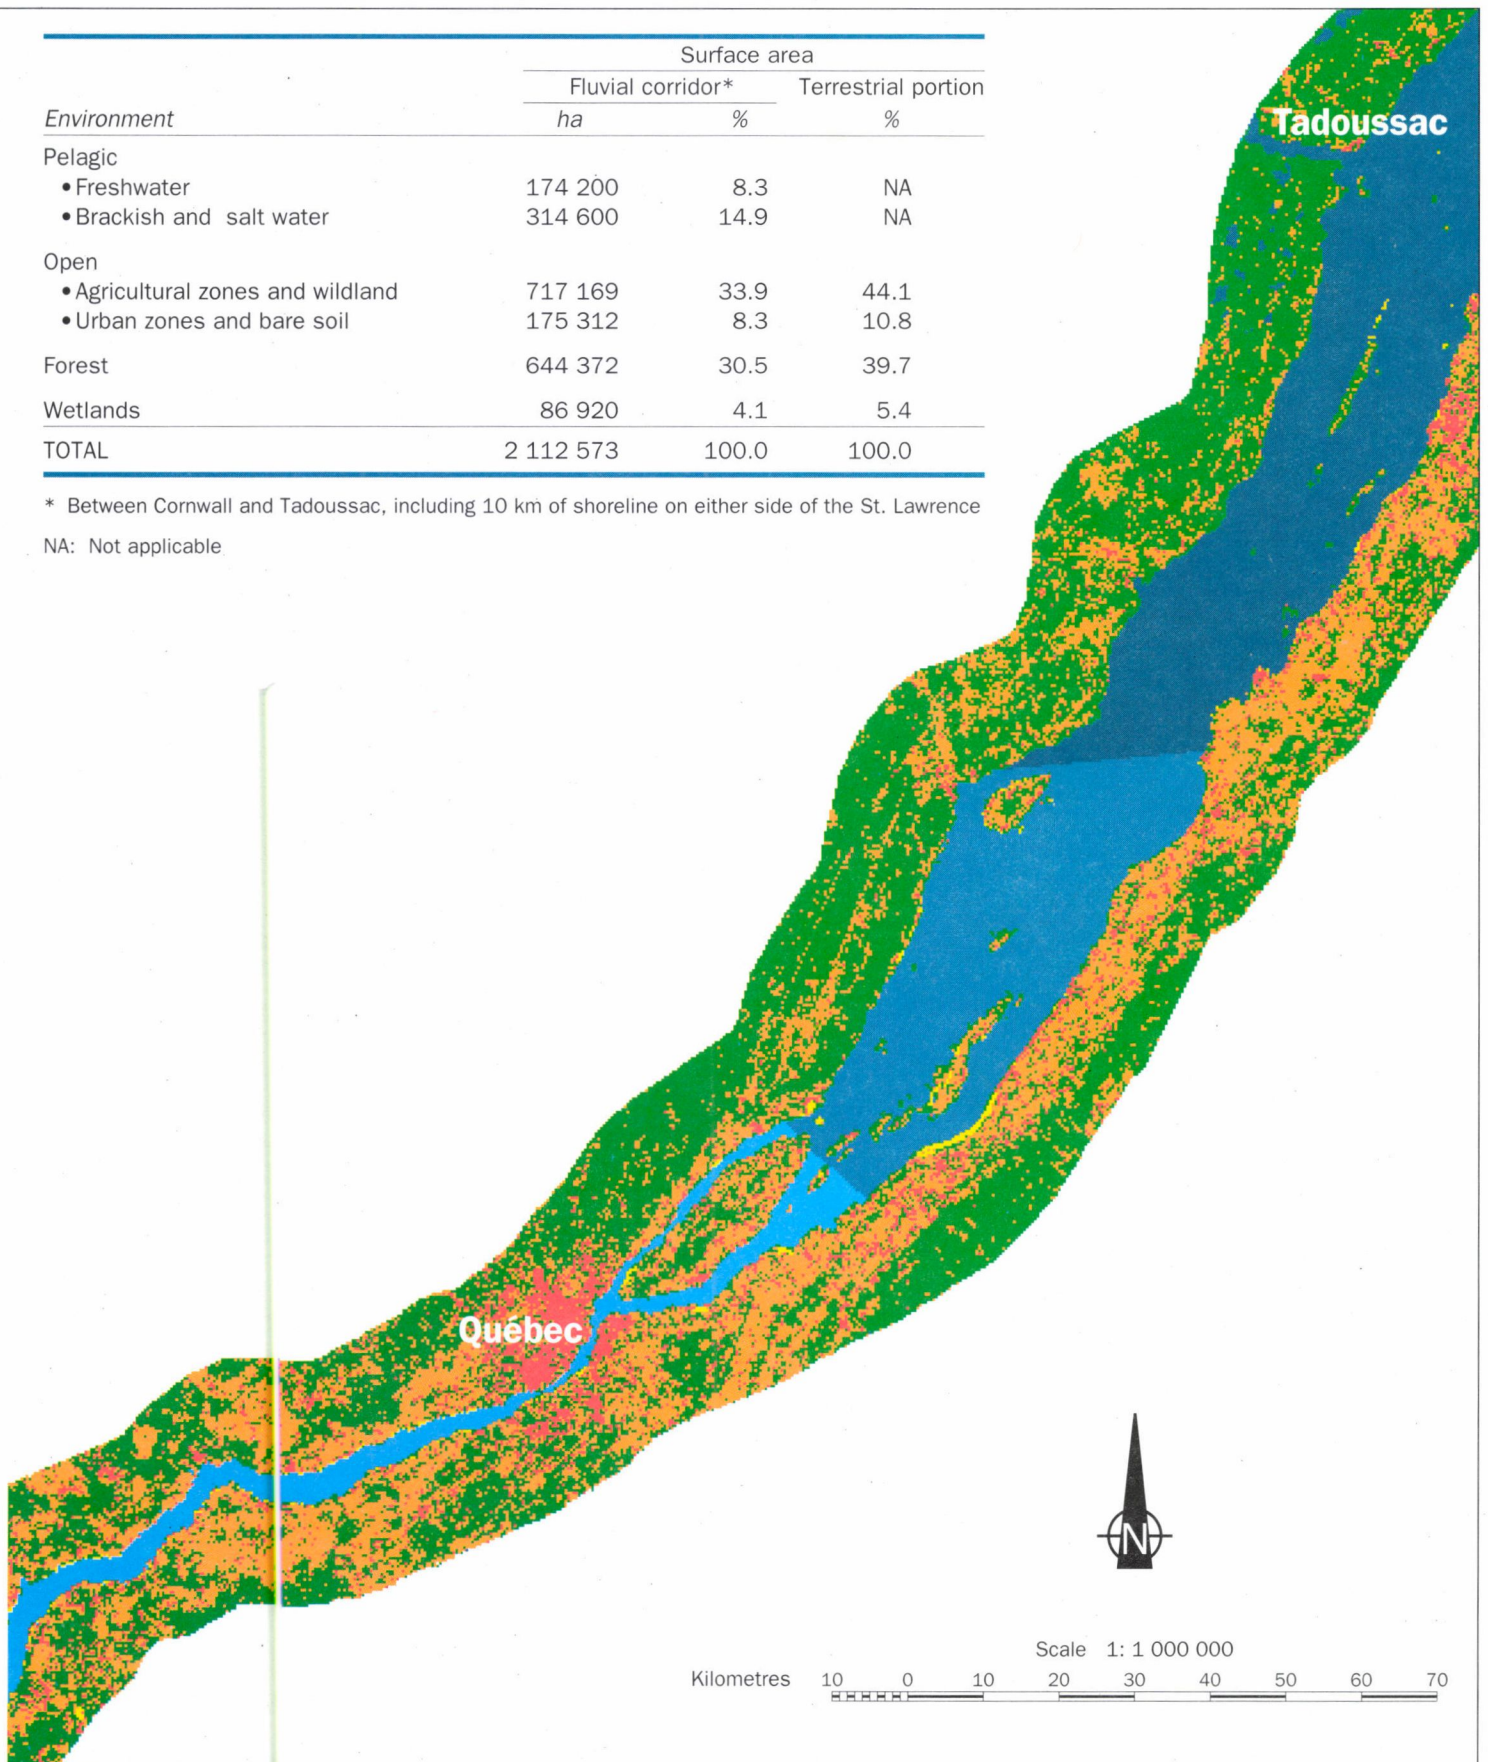 Surface area
Fluvial corridor* Terrestrial portion
Environment ha % %
Pelagic
• Freshwater 174 200 8.3 NA
• Brackish and salt water 314 600 14.9 NA
Open
• Agricultural zones and wildland 717 169 33.9 44.1
• Urban zones and bare soil 175 312 8.3 10.8
Forest 644 372 30.5 39.7
Wetlands 86 920 4.1 5.4
TOTAL 2 112 573 100.0 100.0
* Between Cornwall and Tadoussac, including 10 km of shoreline on either side of the St. Lawrence
NA: Not applicable
Tadoussac
Québec
N
Scale 1: 1 000 000
Kilometres 10 0 10 20 30 40 50 60 70